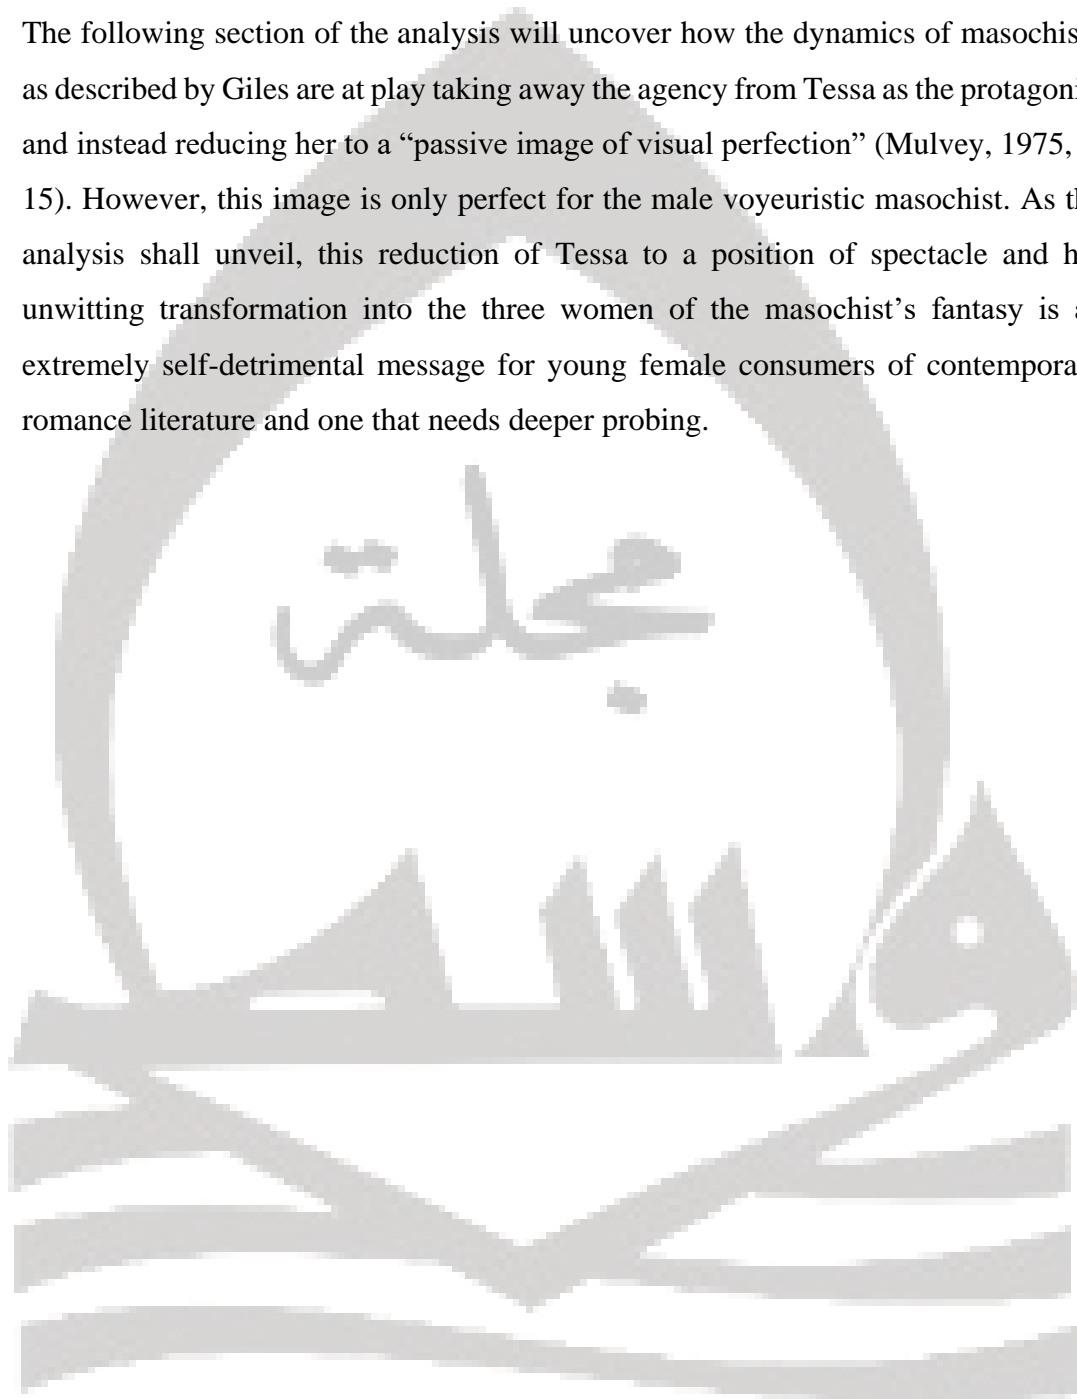 The following section of the analysis will uncover how the dynamics of masochis
as described by Giles are at play taking away the agency from Tessa as the protagoni
and instead reducing her to a “passive image of visual perfection” (Mulvey, 1975,
15). However, this image is only perfect for the male voyeuristic masochist. As th
analysis shall unveil, this reduction of Tessa to a position of spectacle and h
unwitting transformation into the three women of the masochist’s fantasy is a
extremely self-detrimental message for young female consumers of contempora
romance literature and one that needs deeper probing.
مجلة